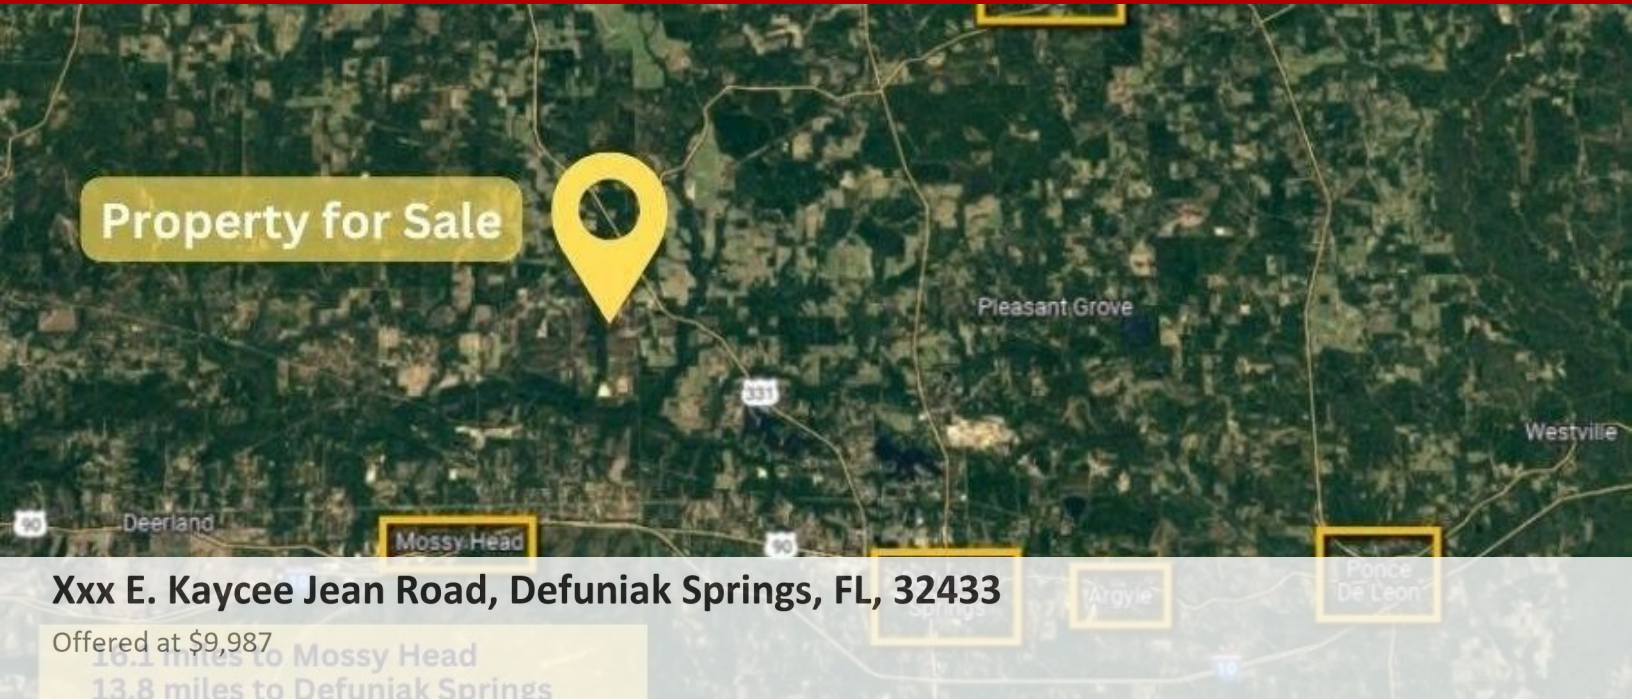 Property for Sale
Pleasant Grove
331
Westville
90
Deerland
Mossy Head
90
Xxx E. Kaycee Jean Road, Defuniak Springs, FL, 32433
Springs
Argyle
Ponce
De Leon
Offered at $9,987
16.1 miles to Mossy Head
13.8 miles to Defuniak Springs
10